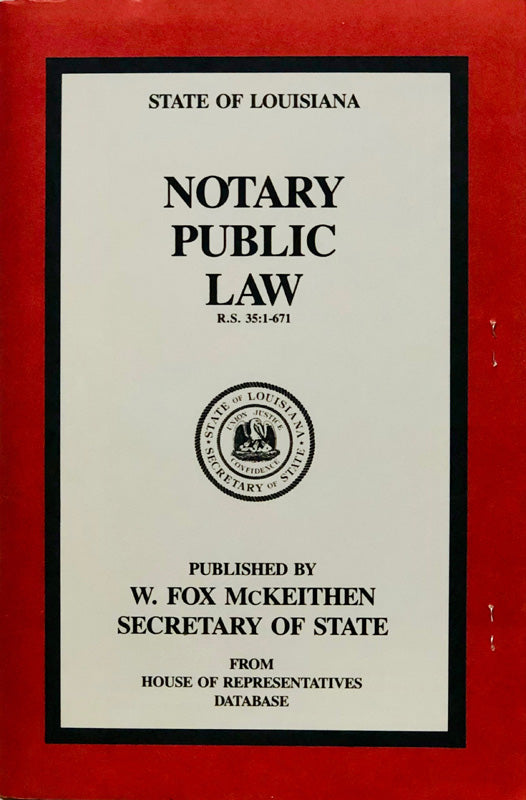 STATE OF LOUISIANA
NOTARY
PUBLIC
LAW
R.S. 35:1-671
STATE OF LOUISIANA
UNION JUSTICE
CONFIDENCE
SECRETARY OF STATE
PUBLISHED BY
W. FOX McKEITHEN
SECRETARY OF STATE
FROM
HOUSE OF REPRESENTATIVES
DATABASE